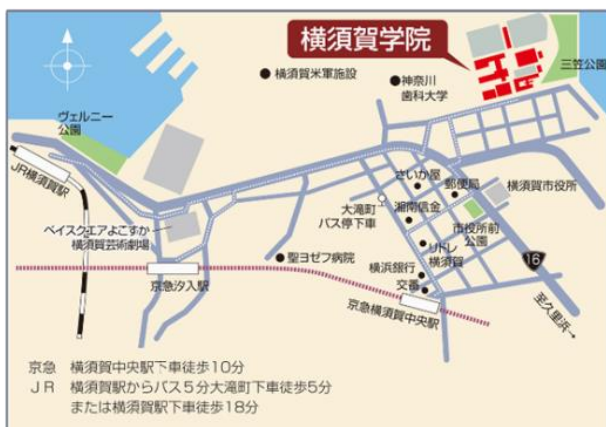 横須賀学院
三笠公園
横須賀米軍施設
神奈川
歯科大学
ヴェルニー
公園
JR横須賀駅
さいか屋
郵便局
横須賀市役所
大滝町
バス停下車
湘南信金
市役所前
公園
ベイスクエアよこすか
横須賀芸術劇場
リドレ
横須賀
聖ヨゼフ病院
横浜銀行
16
京急汐入駅
交番
京急横須賀中央駅
至久里浜→
京急 横須賀中央駅下車徒歩10分
JR 横須賀駅からバス5分大滝町下車徒歩5分
または横須賀駅下車徒歩18分